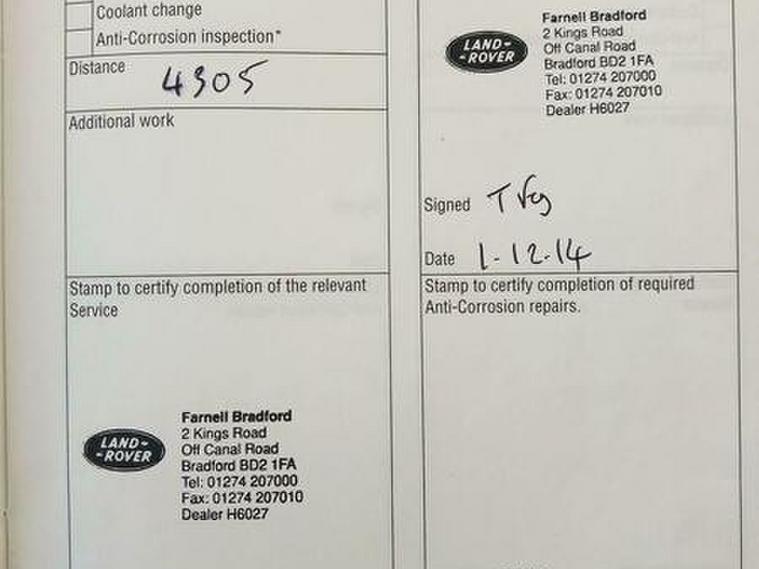 Coolant change
Anti-Corrosion inspection*
Distance 4305
Additional work
Stamp to certify completion of the relevant
Service
LAND-
-ROVER
Farnell Bradford
2 Kings Road
Off Canal Road
Bradford BD2 1FA
Tel: 01274 207000
Fax: 01274 207010
Dealer H6027
LAND-
-ROVER
Farnell Bradford
2 Kings Road
Off Canal Road
Bradford BD2 1FA
Tel: 01274 207000
Fax: 01274 207010
Dealer H6027
Signed
Date 1-12-14
Stamp to certify completion of required
Anti-Corrosion repairs.